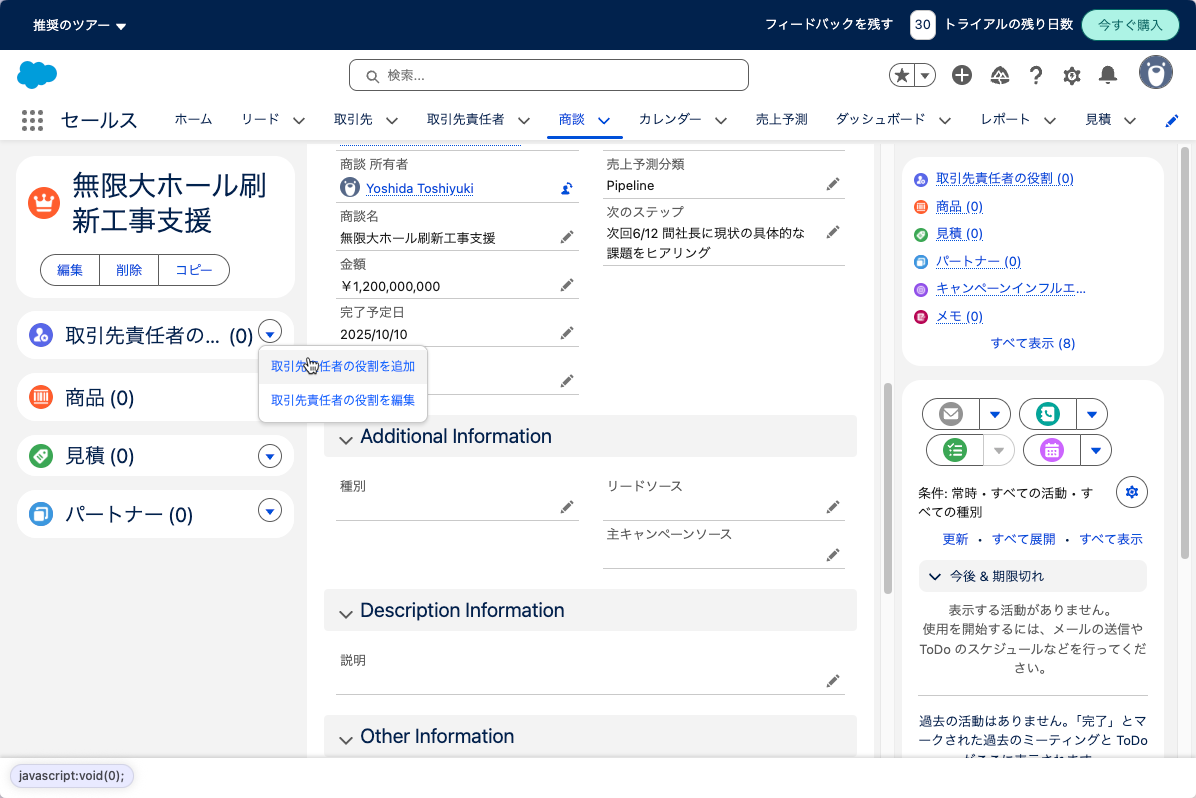 推奨のツアー
フィードバックを残す
30
トライアルの残り日数
今すぐ購入
検索...
セールス
ホーム
リード
取引先
取引先責任者
商談
カレンダー
売上予測
ダッシュボード
レポート
見積
無限大ホール刷
新工事支援
編集
削除
コピー
取引先責任者の... (0)
取引先責任者の役割を追加
取引先責任者の役割を編集
商品 (0)
見積 (0)
パートナー (0)
商談 所有者
Yoshida Toshiyuki
商談名
無限大ホール刷新工事支援
金額
¥1,200,000,000
完了予定日
2025/10/10
売上予測分類
Pipeline
次のステップ
次回6/12 間社長に現状の具体的な
課題をヒアリング
Additional Information
種別
リードソース
主キャンペーンソース
Description Information
説明
Other Information
取引先責任者の役割 (0)
商品 (0)
見積 (0)
パートナー (0)
キャンペーンインフルエ...
メモ (0)
すべて表示 (8)
条件: 常時・すべての活動・す
べての種別
更新 • すべて展開 • すべて表示
今後 & 期限切れ
表示する活動がありません。
使用を開始するには、メールの送信や
ToDo のスケジュールなどを行ってくだ
さい。
過去の活動はありません。「完了」とマ
ークされた過去のミーティングと ToDo
がここに表示されます。
javascript:void(0);